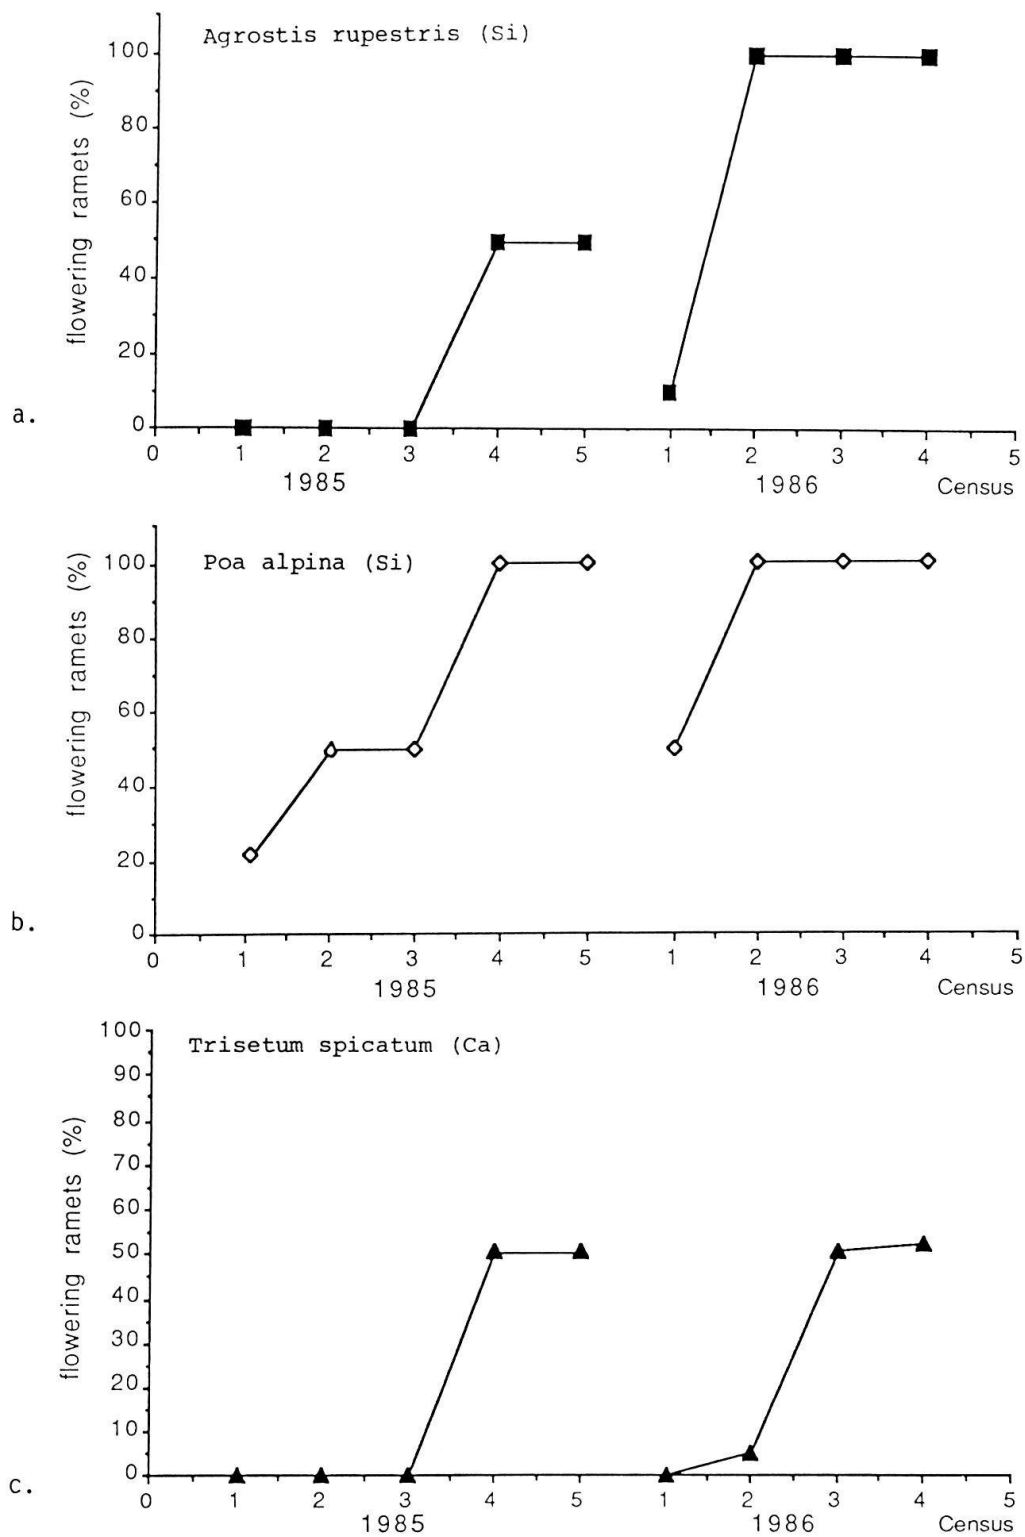 Agrostis rupestris (Si)
flowering ramets (%)
100
80
60
40
20
0
a.
0 1 2 3 4 5 1 2 3 4 5
1985 1986 Census
Poa alpina (Si)
flowering ramets (%)
100
80
60
40
20
0
b.
0 1 2 3 4 5 1 2 3 4 5
1985 1986 Census
Trisetum spicatum (Ca)
flowering ramets (%)
100
90
80
70
60
50
40
30
20
10
0
c.
0 1 2 3 4 5 1 2 3 4 5
1985 1986 Census